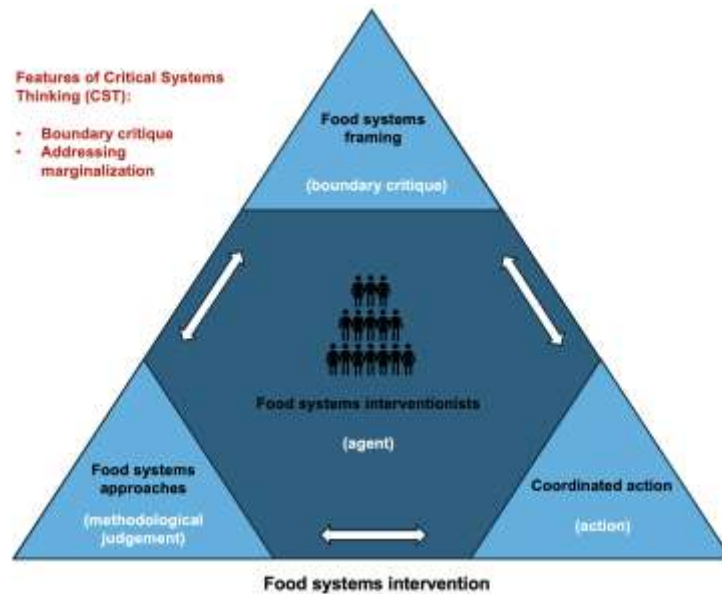 Features of Critical Systems
Thinking (CST):
• Boundary critique
• Addressing
marginalization
Food systems
framing
(boundary critique)
Food systems interventionists
(agent)
Food systems
approaches
(methodological
judgement)
Coordinated action
(action)
Food systems intervention